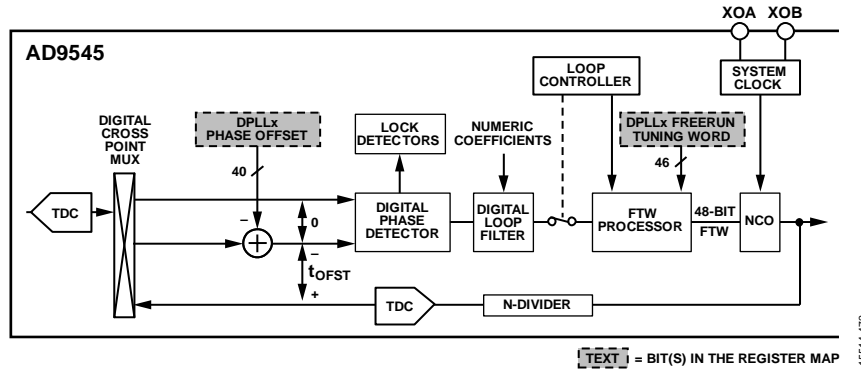 XOA XOB
AD9545
LOOP
CONTROLLER
SYSTEM
CLOCK
DIGITAL
CROSS
POINT
MUX
DPLLx
PHASE OFFSET
LOCK
DETECTORS
NUMERIC
COEFFICIENTS
DPLLx FREERUN
TUNING WORD
40
46
TDC
–
0
+
DIGITAL
PHASE
DETECTOR
DIGITAL
LOOP
FILTER
FTW
PROCESSOR
48-BIT
FTW
NCO
–
tOFST
+
TDC
N-DIVIDER
TEXT = BIT(S) IN THE REGISTER MAP